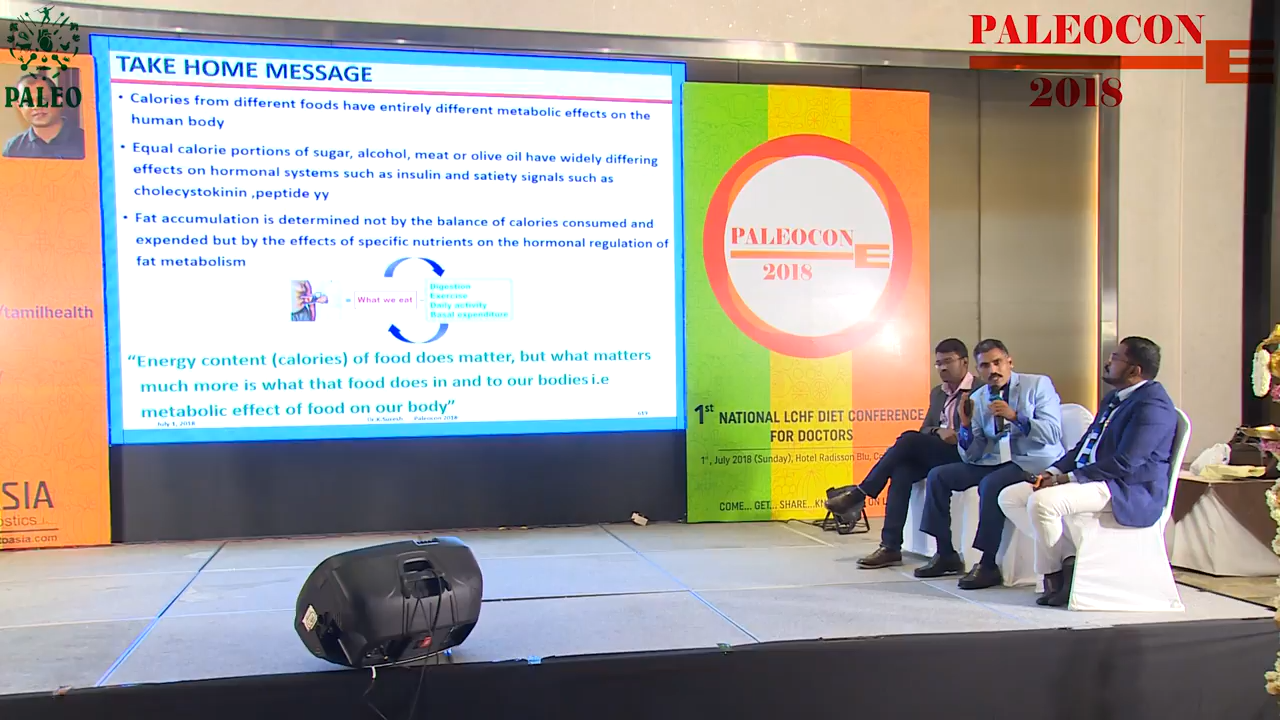 PALEO
PALEOCON
E
2018
TAKE HOME MESSAGE
• Calories from different foods have entirely different metabolic effects on the
human body
• Equal calorie portions of sugar, alcohol, meat or olive oil have widely differing
effects on hormonal systems such as insulin and satiety signals such as
cholecystokinin ,peptide yy
• Fat accumulation is determined not by the balance of calories consumed and
expended but by the effects of specific nutrients on the hormonal regulation of
fat metabolism
= What we eat -
Digestion
Exercise
Daily activity
Basal expenditure
“Energy content (calories) of food does matter, but what matters
much more is what that food does in and to our bodies i.e
metabolic effect of food on our body”
July 1, 2018
Dr.K.Suresh Paleocon 2018
/tamilhealth
SIA
ostics
oasia.com
PALEOCON
E
2018
1st NATIONAL LCHF DIET CONFERENCE
FOR DOCTORS
1st, July 2018 (Sunday), Hotel Radisson Blu,
COME... GET... SHARE...